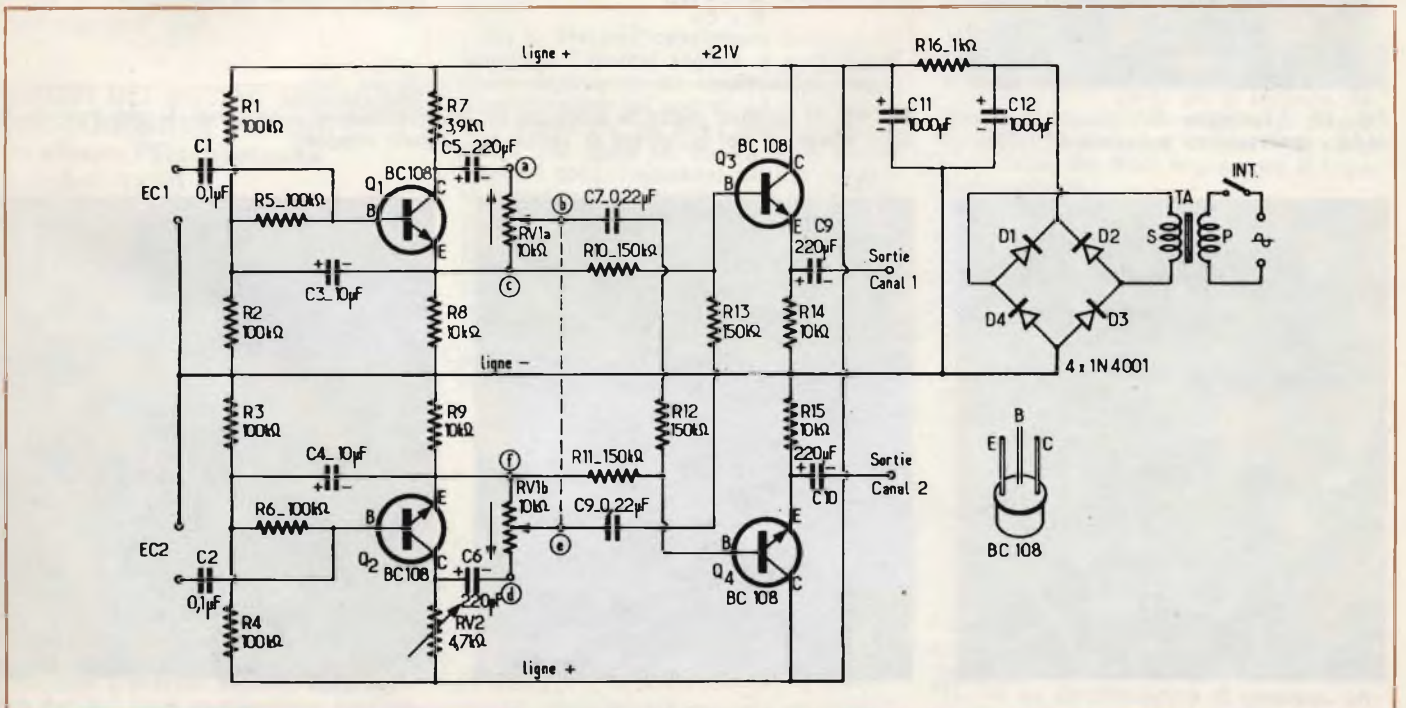 ligne +
+21V
R16_1kΩ
R1
100kΩ
R7
3,9kΩ
C5_220µF
+ -
a
C11
1000µF
+
-
C12
1000µF
+
-
C1
0,1µF
EC1
R5_100kΩ
BC108
Q1
B
C
E
RV1a
10kΩ
b
C7_0,22µF
c
R10_150kΩ
BC 108
Q3
B
C
E
C9
220µF
+ -
Sortie
Canal 1
INT.
TA
S
P
D1
D2
D4
D3
4 x 1N 4001
C3_10µF
+ -
R2
100kΩ
R8
10kΩ
R13
150kΩ
R14
10kΩ
ligne -
R3
100kΩ
R9
10kΩ
R12
150kΩ
R15
10kΩ
C4_10µF
+ -
f
R11_150kΩ
220µF
+ -
C10
Sortie
Canal 2
R6_100kΩ
B
E
C
Q2
BC108
RV1b
10kΩ
e
C9_0,22µF
EC2
C2
0,1µF
C6
+ -
220µF
d
B
E
C
Q4
BC 108
R4
100kΩ
RV2
4,7kΩ
ligne +
B
E
C
BC 108